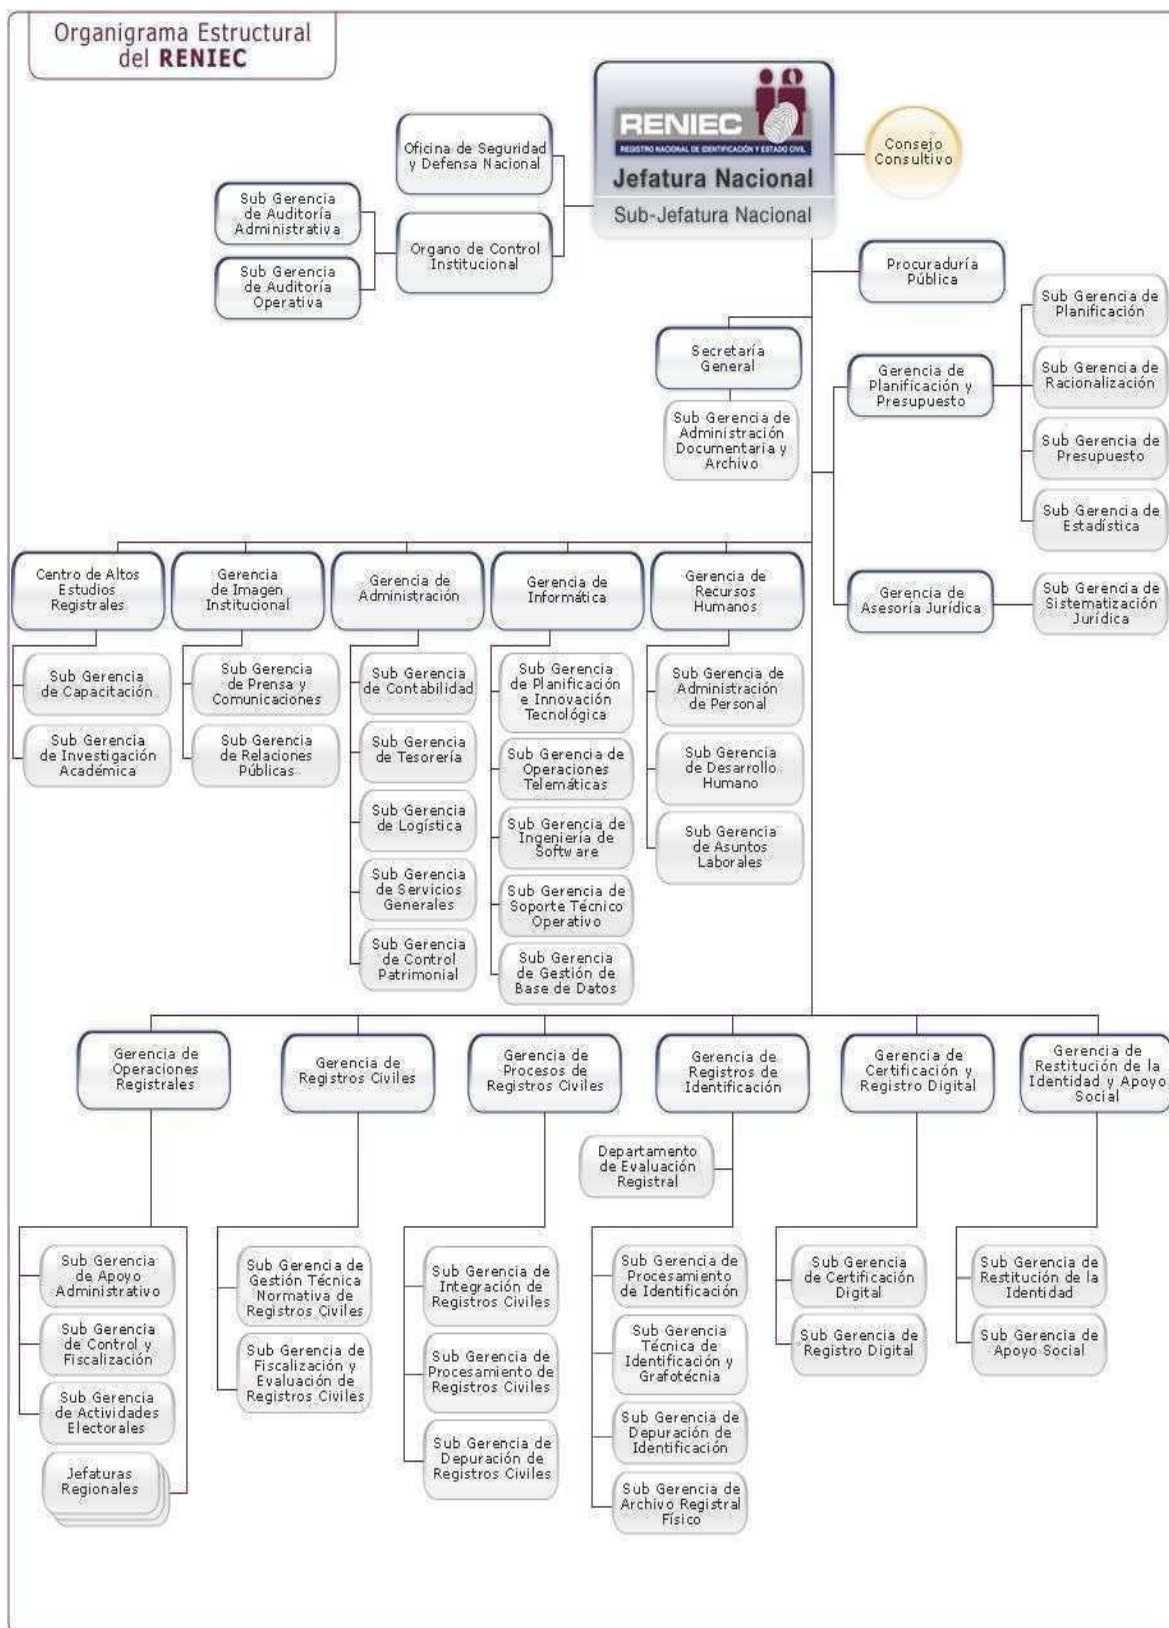 Organigrama Estructural
del RENIEC
RENIEC
REGISTRO NACIONAL DE IDENTIFICACIÓN Y ESTADO CIVIL
Jefatura Nacional
Sub-Jefatura Nacional
Consejo
Consultivo
Oficina de Seguridad
y Defensa Nacional
Sub Gerencia
de Auditoría
Administrativa
Organo de Control
Institucional
Sub Gerencia
de Auditoría
Operativa
Procuraduría
Pública
Secretaría
General
Sub Gerencia de
Administración
Documentaria y
Archivo
Gerencia de
Planificación y
Presupuesto
Sub Gerencia de
Planificación
Sub Gerencia de
Racionalización
Sub Gerencia de
Presupuesto
Sub Gerencia de
Estadística
Gerencia de
Asesoría Jurídica
Sub Gerencia de
Sistematización
Jurídica
Centro de Altos
Estudios
Registrales
Sub Gerencia
de Capacitación
Sub Gerencia
de Investigación
Académica
Gerencia
de Imagen
Institucional
Sub Gerencia
de Prensa y
Comunicaciones
Sub Gerencia
de Relaciones
Públicas
Gerencia de
Administración
Sub Gerencia
de Contabilidad
Sub Gerencia
de Tesorería
Sub Gerencia
de Logística
Sub Gerencia
de Servicios
Generales
Sub Gerencia
de Control
Patrimonial
Gerencia de
Informática
Sub Gerencia
de Planificación
e Innovación
Tecnológica
Sub Gerencia de
Operaciones
Telemáticas
Sub Gerencia de
Ingeniería de
Software
Sub Gerencia de
Soporte Técnico
Operativo
Sub Gerencia
de Gestión de
Base de Datos
Gerencia de
Recursos
Humanos
Sub Gerencia de
Administración
de Personal
Sub Gerencia
de Desarrollo
Humano
Sub Gerencia
de Asuntos
Laborales
Gerencia de
Operaciones
Registrales
Sub Gerencia
de Apoyo
Administrativo
Sub Gerencia
de Control y
Fiscalización
Sub Gerencia
de Actividades
Electorales
Jefaturas
Regionales
Gerencia de
Registros Civiles
Sub Gerencia de
Gestión Técnica
Normativa de
Registros Civiles
Sub Gerencia de
Fiscalización y
Evaluación de
Registros Civiles
Gerencia de
Procesos de
Registros Civiles
Sub Gerencia de
Integración de
Registros Civiles
Sub Gerencia de
Procesamiento de
Registros Civiles
Sub Gerencia de
Depuración de
Registros Civiles
Gerencia de
Registros de
Identificación
Departamento
de Evaluación
Registral
Sub Gerencia de
Procesamiento
de Identificación
Sub Gerencia
Técnica de
Identificación y
Grafotécnia
Sub Gerencia de
Depuración de
Identificación
Sub Gerencia de
Archivo Registral
Físico
Gerencia de
Certificación y
Registro Digital
Sub Gerencia
de Certificación
Digital
Sub Gerencia de
Registro Digital
Gerencia de
Restitución de la
Identidad y Apoyo
Social
Sub Gerencia de
Restitución de la
Identidad
Sub Gerencia de
Apoyo Social